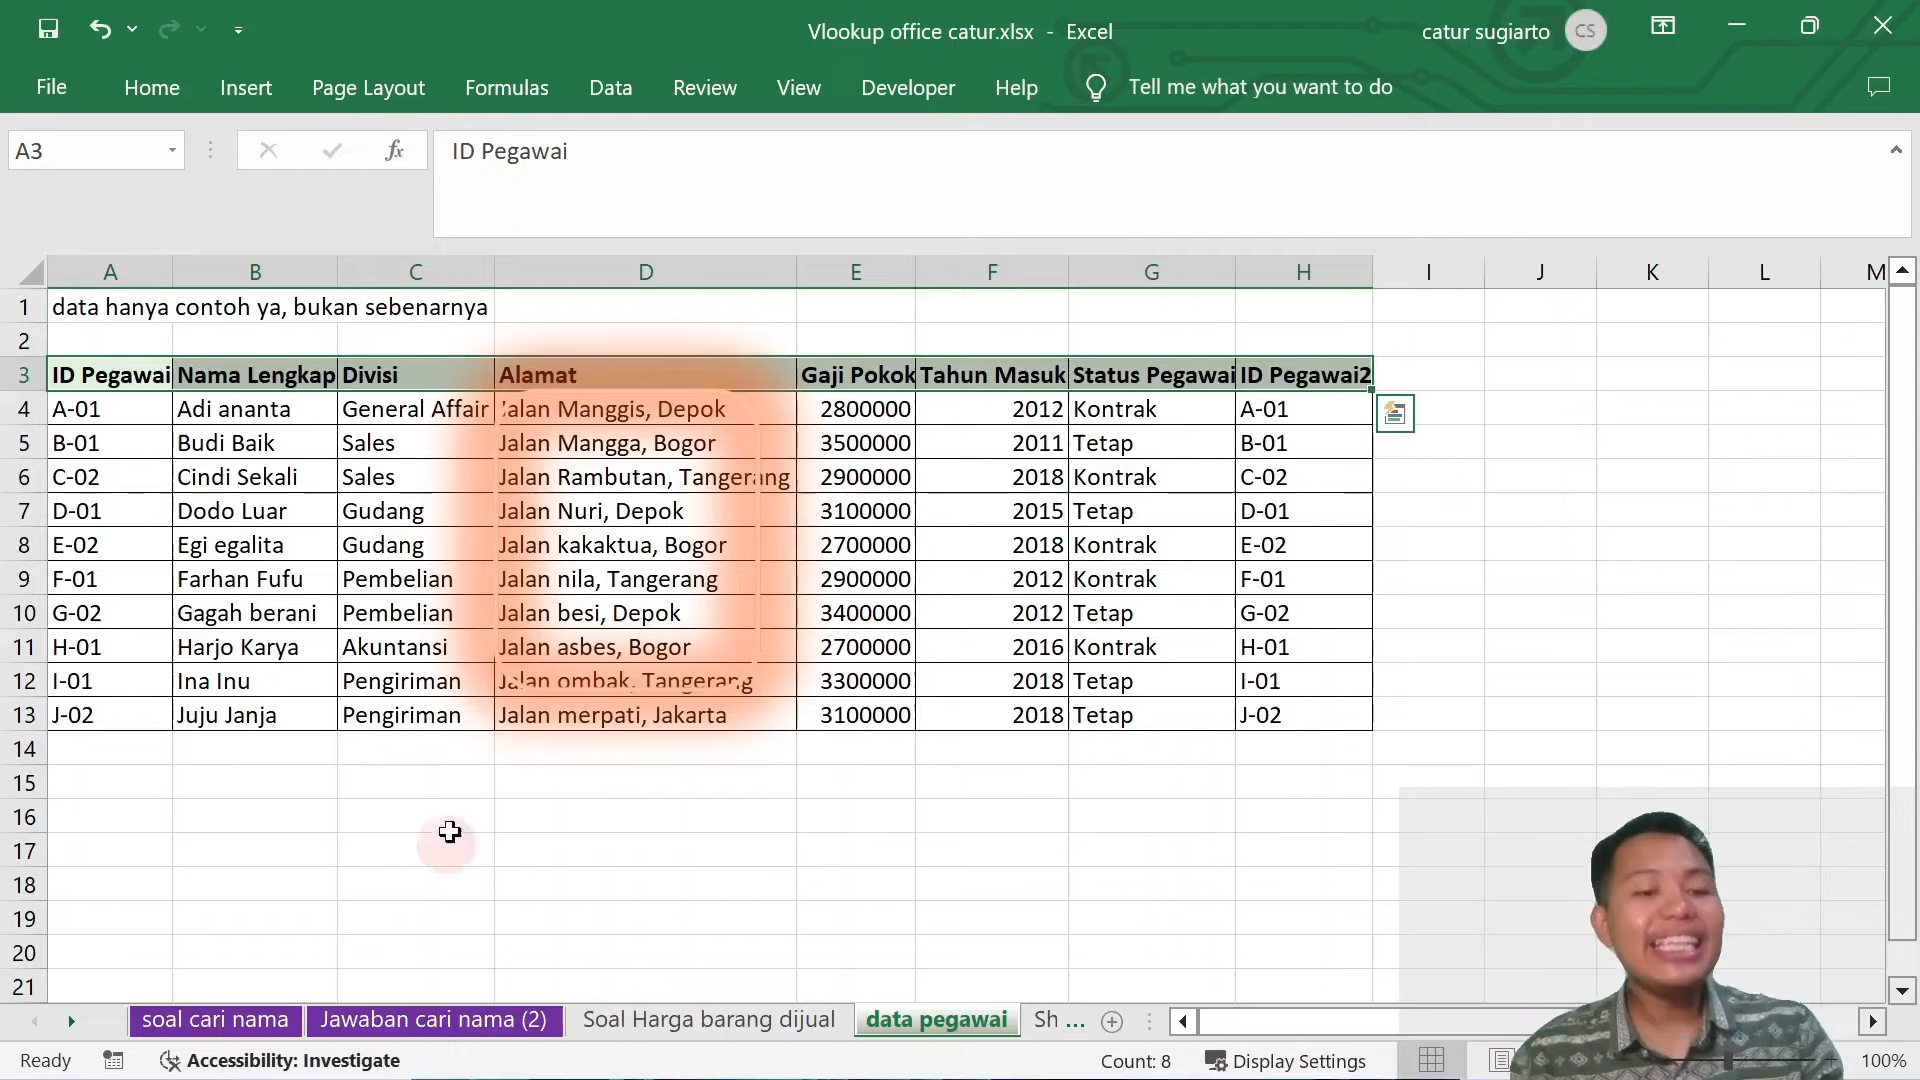 Vlookup office catur.xlsx - Excel
catur sugiarto
CS
File Home Insert Page Layout Formulas Data Review View Developer Help Tell me what you want to do
A3 fx ID Pegawai
A B C D E F G H I J K L M
1 data hanya contoh ya, bukan sebenarnya
2
3 ID Pegawai Nama Lengkap Divisi Alamat Gaji Pokok Tahun Masuk Status Pegawai ID Pegawai2
4 A-01 Adi ananta General Affair Jalan Manggis, Depok 2800000 2012 Kontrak A-01
5 B-01 Budi Baik Sales Jalan Mangga, Bogor 3500000 2011 Tetap B-01
6 C-02 Cindi Sekali Sales Jalan Rambutan, Tangerang 2900000 2018 Kontrak C-02
7 D-01 Dodo Luar Gudang Jalan Nuri, Depok 3100000 2015 Tetap D-01
8 E-02 Egi egalita Gudang Jalan kakaktua, Bogor 2700000 2018 Kontrak E-02
9 F-01 Farhan Fufu Pembelian Jalan nila, Tangerang 2900000 2012 Kontrak F-01
10 G-02 Gagah berani Pembelian Jalan besi, Depok 3400000 2012 Tetap G-02
11 H-01 Harjo Karya Akuntansi Jalan asbes, Bogor 2700000 2016 Kontrak H-01
12 I-01 Ina Inu Pengiriman Jalan ombak, Tangerang 3300000 2018 Tetap I-01
13 J-02 Juju Janja Pengiriman Jalan merpati, Jakarta 3100000 2018 Tetap J-02
14
15
16
17
18
19
20
21
soal cari nama Jawaban cari nama (2) Soal Harga barang dijual data pegawai Sh ...
Ready Accessibility: Investigate Count: 8 Display Settings 100%